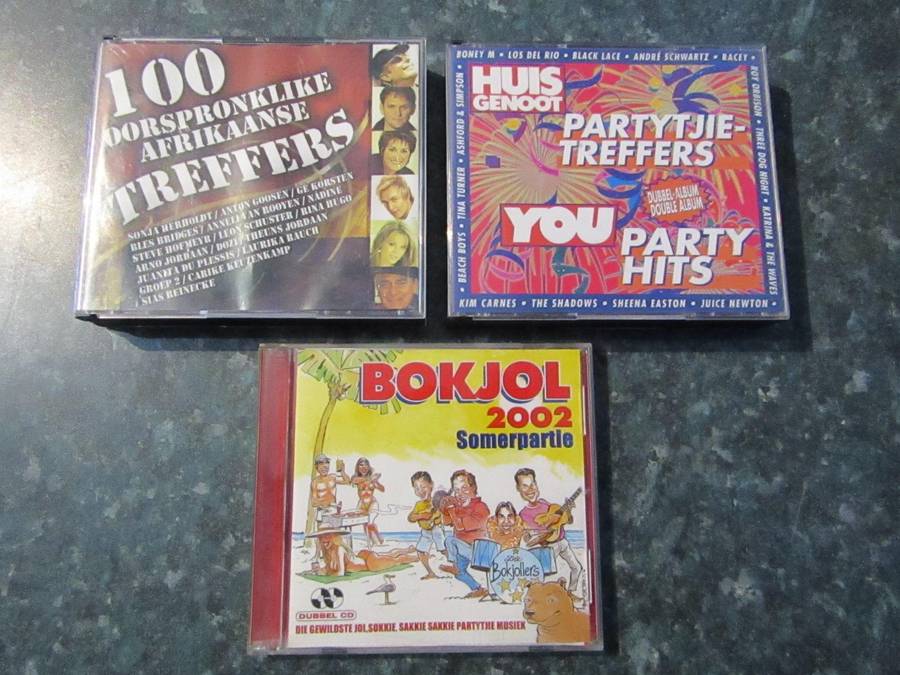 100
OORSPRONKLIKE
AFRIKAANSE
TREFFERS
SONJA HERHOLDT / ANTON GOOSEN / GE KORSTEN
BLES BRIDGES / ANNELI VAN ROOYEN / NADINE
STEVE HOFMEYR / LEON SCHUSTER / RINA HUGO
ARNO JORDAAN / DOZI / THEUNS JORDAAN
JUANITA DU PLESSIS / LAURIKA RAUCH
GROEP 2 / CARIKE KEUZENKAMP
/ SIAS REINECKE
BONEY M • LOS DEL RIO • BLACK LACE • ANDRÉ SCHWARTZ • RACEY •
ROY ORBISON • THREE DOG NIGHT • KATRINA & THE WAVES
BEACH BOYS • TINA TURNER • ASHFORD & SIMPSON •
HUIS
GENOOT
PARTYTJIE-
TREFFERS
DUBBEL-ALBUM
DOUBLE ALBUM
YOU
PARTY
HITS
KIM CARNES • THE SHADOWS • SHEENA EASTON • JUICE NEWTON •
BOKJOL
2002
Somerpartie
Bokjollers
DUBBEL CD
DIE GEWILDSTE JOL, SOKKIE, SAKKIE SAKKIE PARTYTJIE MUSIEK